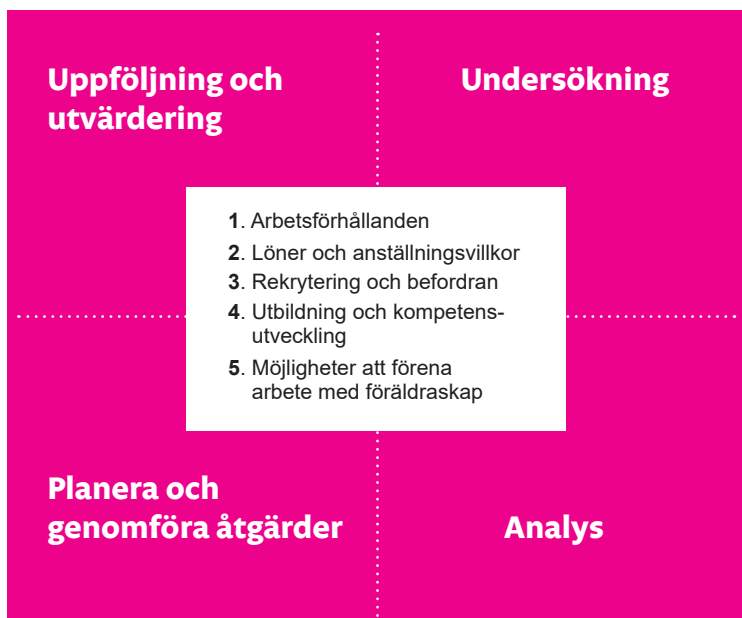 Uppföljning och
utvärdering
Undersökning
1. Arbetsförhållanden
2. Löner och anställningsvillkor
3. Rekrytering och befordran
4. Utbildning och kompetens-
utveckling
5. Möjligheter att förena
arbete med föräldraskap
Planera och
genomföra åtgärder
Analys